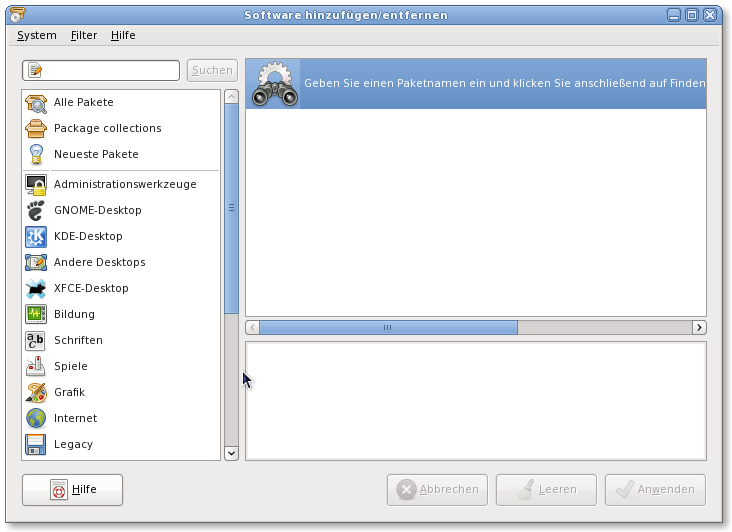 Software hinzufügen/entfernen
System Filter Hilfe
Suchen
Geben Sie einen Paketnamen ein und klicken Sie anschließend auf Finden
Alle Pakete
Package collections
Neueste Pakete
Administrationswerkzeuge
GNOME-Desktop
KDE-Desktop
Andere Desktops
XFCE-Desktop
Bildung
Schriften
Spiele
Grafik
Internet
Legacy
Hilfe Abbrechen Leeren Anwenden